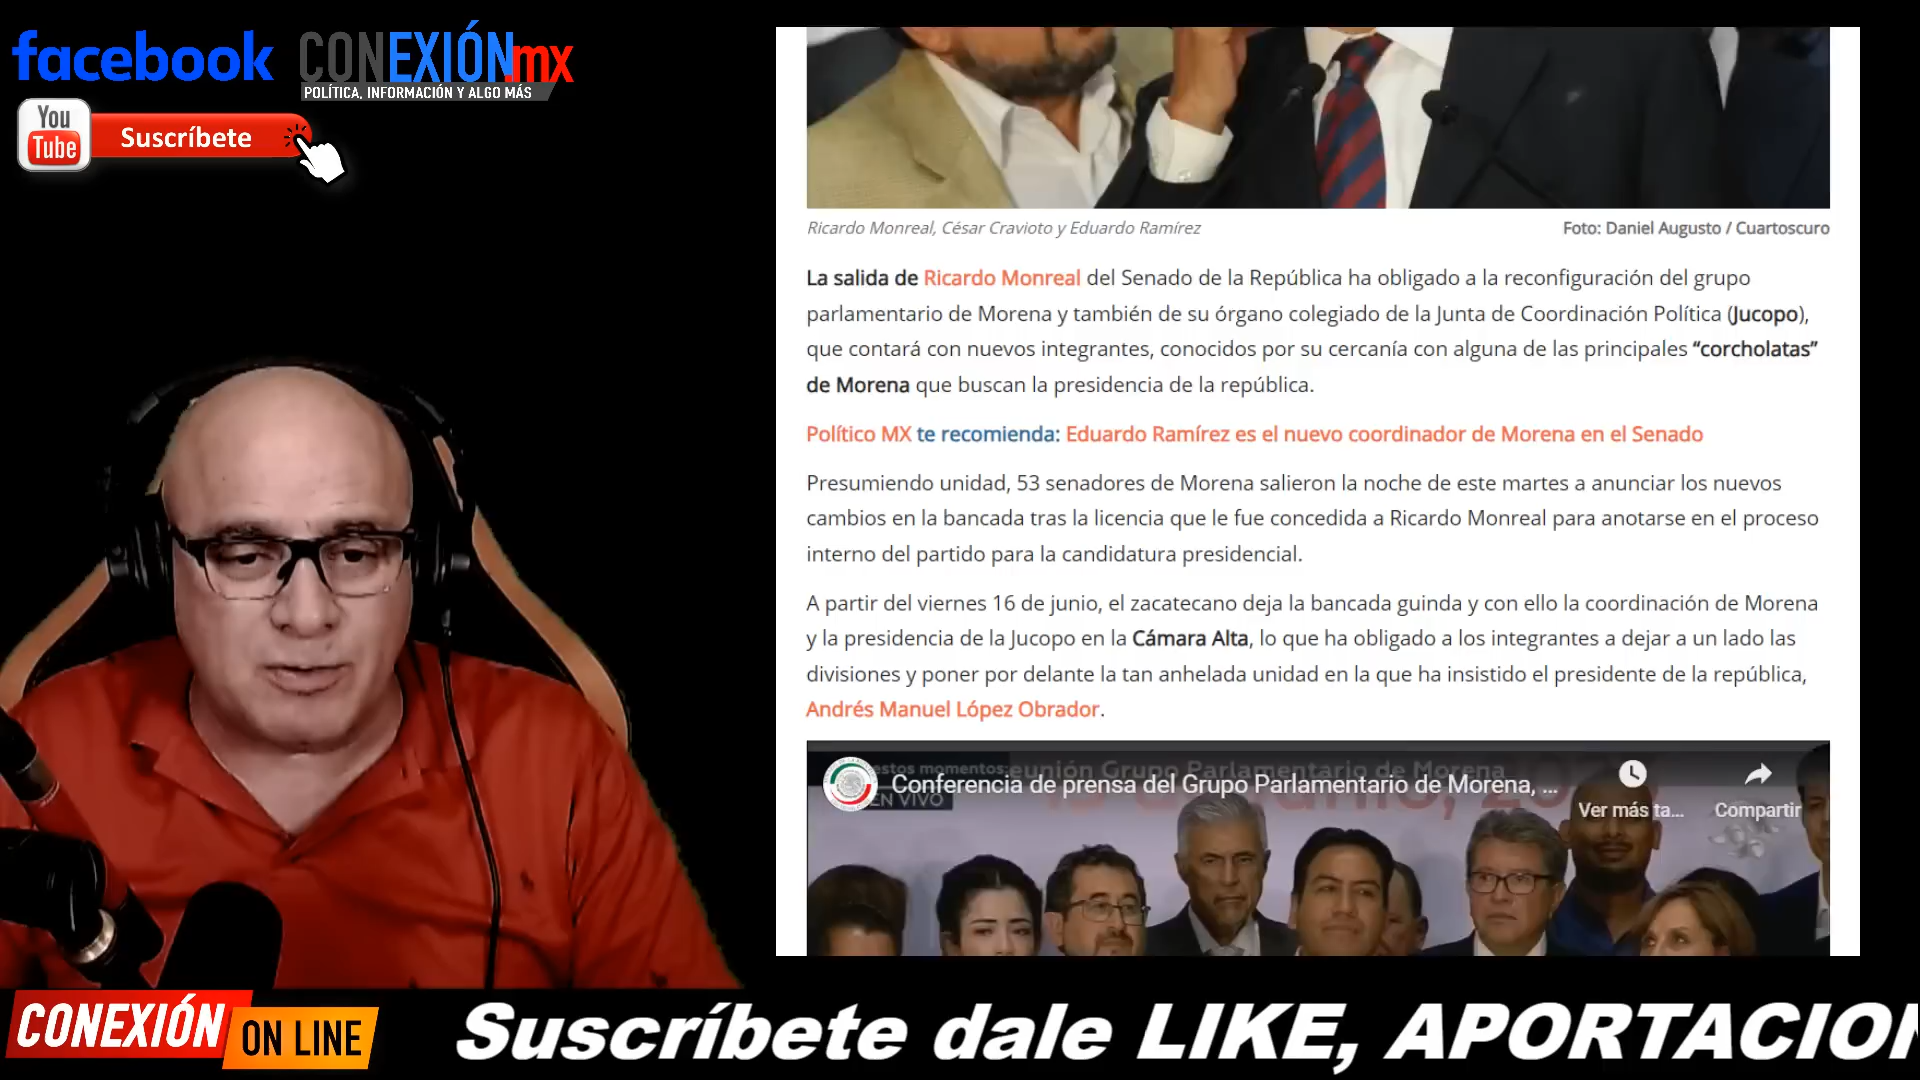 facebook
CONEXIÓN.mx
POLÍTICA, INFORMACIÓN Y ALGO MÁS
You
Tube
Suscríbete
Ricardo Monreal, César Cravioto y Eduardo Ramírez
Foto: Daniel Augusto / Cuartoscuro
La salida de Ricardo Monreal del Senado de la República ha obligado a la reconfiguración del grupo
parlamentario de Morena y también de su órgano colegiado de la Junta de Coordinación Política (Jucopo),
que contará con nuevos integrantes, conocidos por su cercanía con alguna de las principales “corcholatas”
de Morena que buscan la presidencia de la república.
Político MX te recomienda: Eduardo Ramírez es el nuevo coordinador de Morena en el Senado
Presumiendo unidad, 53 senadores de Morena salieron la noche de este martes a anunciar los nuevos
cambios en la bancada tras la licencia que le fue concedida a Ricardo Monreal para anotarse en el proceso
interno del partido para la candidatura presidencial.
A partir del viernes 16 de junio, el zacatecano deja la bancada guinda y con ello la coordinación de Morena
y la presidencia de la Jucopo en la Cámara Alta, lo que ha obligado a los integrantes a dejar a un lado las
divisiones y poner por delante la tan anhelada unidad en la que ha insistido el presidente de la república,
Andrés Manuel López Obrador.
estos momentos:
eunión Grupo Parlamentario de Morena
Conferencia de prensa del Grupo Parlamentario de Morena, ...
EN VIVO
Ver más ta...
Compartir
CONEXIÓN
ON LINE
Suscríbete dale LIKE, APORTACION